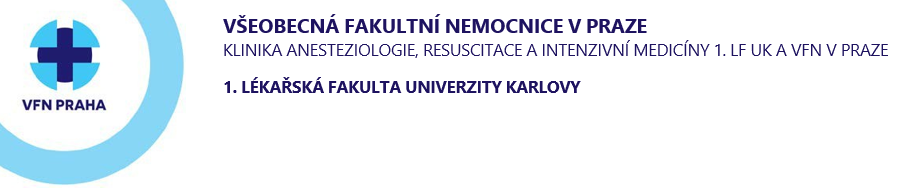 VŠEOBECNÁ FAKULTNÍ NEMOCNICE V PRAZE
KLINIKA ANESTEZIOLOGIE, RESUSCITACE A INTENZIVNÍ MEDICÍNY 1. LF UK A VFN V PRAZE
1. LÉKAŘSKÁ FAKULTA UNIVERZITY KARLOVY
VFN PRAHA